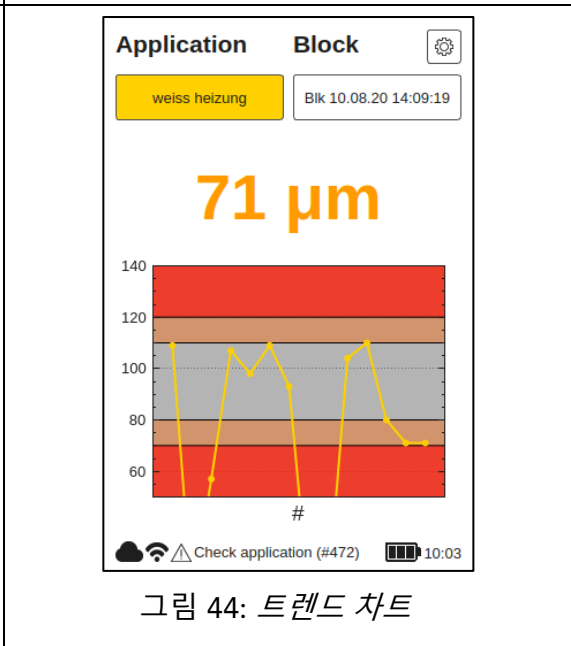 Application Block
weiss heizung Blk 10.08.20 14:09:19
71 μm
140
120
100
80
60
#
Check application (#472) 10:03
그림 44: 트렌드 차트